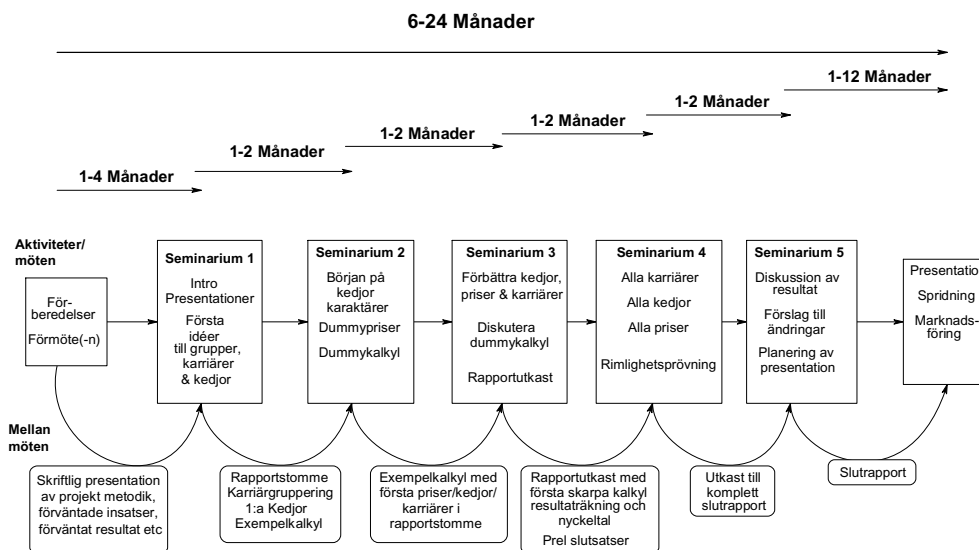 6-24 Månader
1-12 Månader
1-2 Månader
1-2 Månader
1-2 Månader
1-2 Månader
1-4 Månader
Aktiviteter/
möten
För-
beredelser
Förmöte(-n)
Seminarium 1
Intro
Presentationer
Första
idéer
till grupper,
karriärer
& kedjor
Seminarium 2
Början på
kedjor
karaktärer
Dummypriser
Dummykalkyl
Seminarium 3
Förbättra kedjor,
priser & karriärer
Diskutera
dummykalkyl
Rapportutkast
Seminarium 4
Alla karriärer
Alla kedjor
Alla priser
Rimlighetsprövning
Seminarium 5
Diskussion av
resultat
Förslag till
ändringar
Planering av
presentation
Presentatio
Spridning
Marknads-
föring
Mellan
möten
Skriftlig presentation
av projekt metodik,
förväntade insatser,
förväntat resultat etc
Rapportstomme
Karriärgruppering
1:a Kedjor
Exempelkalkyl
Exempelkalkyl med
första priser/kedjor/
karriärer i
rapportstomme
Rapportutkast med
första skarpa kalkyl
resultaträkning och
nyckeltal
Prel slutsatser
Utkast till
komplett
slutrapport
Slutrapport